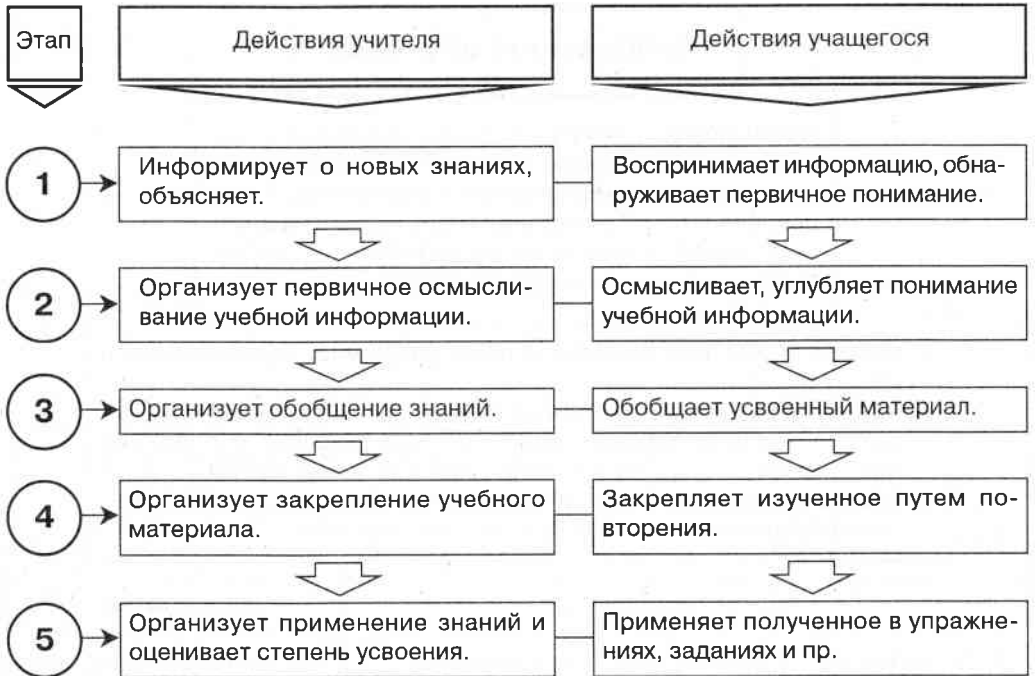 Этап
Действия учителя
Действия учащегося
1
Информирует о новых знаниях,
объясняет.
Воспринимает информацию, обна-
руживает первичное понимание.
2
Организует первичное осмысли-
вание учебной информации.
Осмысливает, углубляет понимание
учебной информации.
3
Организует обобщение знаний.
Обобщает усвоенный материал.
4
Организует закрепление учебного
материала.
Закрепляет изученное путем по-
вторения.
5
Организует применение знаний и
оценивает степень усвоения.
Применяет полученное в упражне-
ниях, заданиях и пр.